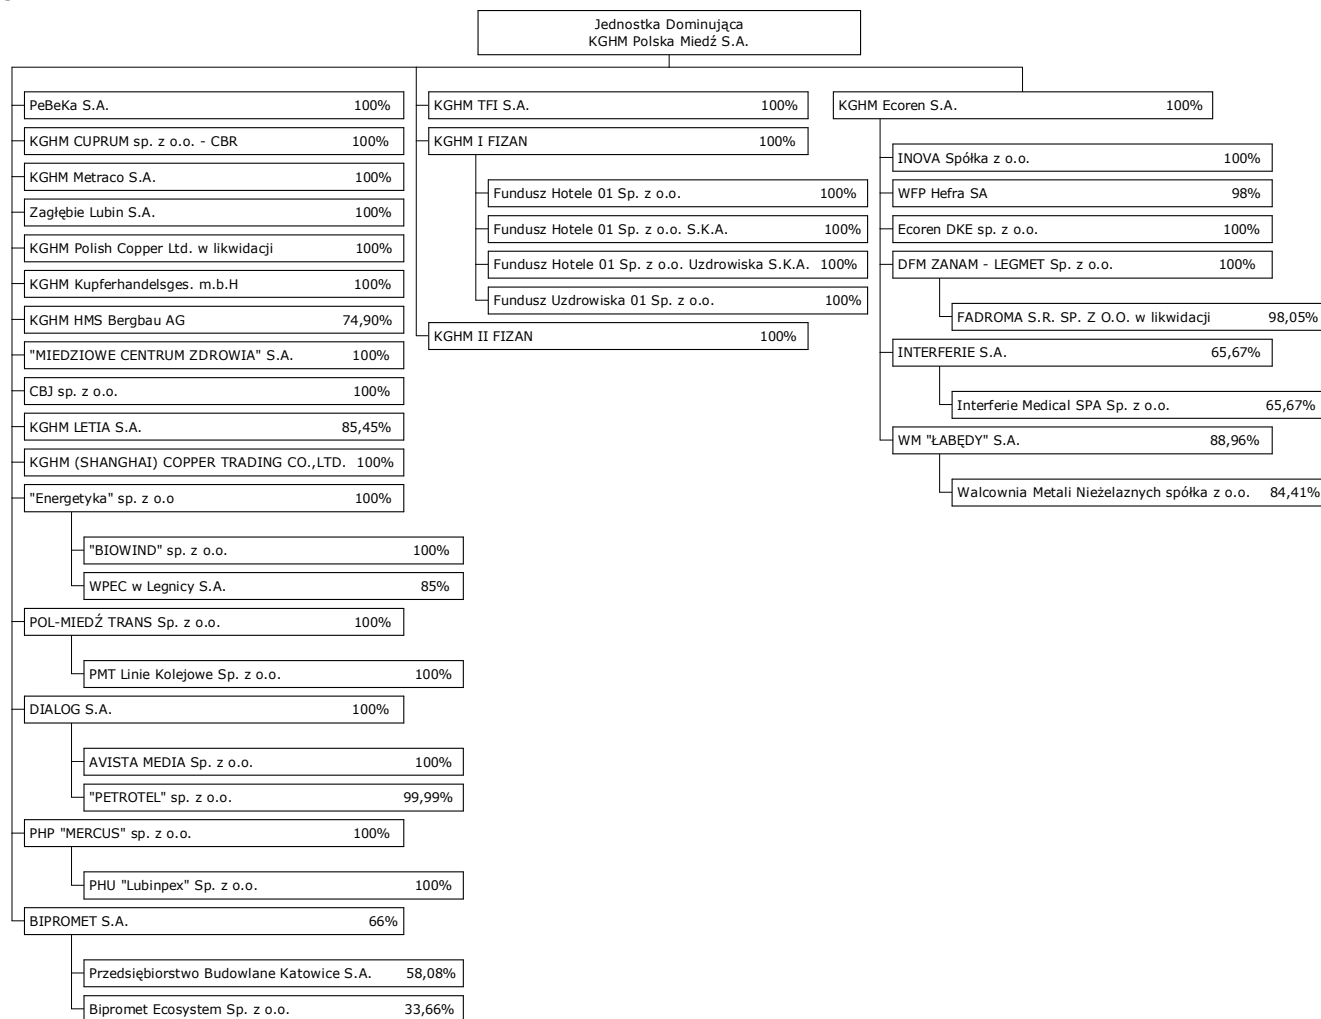 Jednostka Dominująca
KGHM Polska Miedź S.A.
PeBeKa S.A. 100%
KGHM CUPRUM sp. z o.o. - CBR 100%
KGHM Metraco S.A. 100%
Zagłębie Lubin S.A. 100%
KGHM Polish Copper Ltd. w likwidacji 100%
KGHM Kupferhandelsges. m.b.H 100%
KGHM HMS Bergbau AG 74,90%
"MIEDZIOWE CENTRUM ZDROWIA" S.A. 100%
CBJ sp. z o.o. 100%
KGHM LETIA S.A. 85,45%
KGHM (SHANGHAI) COPPER TRADING CO.,LTD. 100%
"Energetyka" sp. z o.o 100%
"BIOWIND" sp. z o.o. 100%
WPEC w Legnicy S.A. 85%
POL-MIEDŹ TRANS Sp. z o.o. 100%
PMT Linie Kolejowe Sp. z o.o. 100%
DIALOG S.A. 100%
AVISTA MEDIA Sp. z o.o. 100%
"PETROTEL" sp. z o.o. 99,99%
PHP "MERCUS" sp. z o.o. 100%
PHU "Lubinpex" Sp. z o.o. 100%
BIPROMET S.A. 66%
Przedsiębiorstwo Budowlane Katowice S.A. 58,08%
Bipromet Ecosystem Sp. z o.o. 33,66%
KGHM TFI S.A. 100%
KGHM I FIZAN 100%
Fundusz Hotele 01 Sp. z o.o. 100%
Fundusz Hotele 01 Sp. z o.o. S.K.A. 100%
Fundusz Hotele 01 Sp. z o.o. Uzdrowiska S.K.A. 100%
Fundusz Uzdrowiska 01 Sp. z o.o. 100%
KGHM II FIZAN 100%
KGHM Ecoren S.A. 100%
INOVA Spółka z o.o. 100%
WFP Hefra SA 98%
Ecoren DKE sp. z o.o. 100%
DFM ZANAM - LEGMET Sp. z o.o. 100%
FADROMA S.R. SP. Z O.O. w likwidacji 98,05%
INTERFERIE S.A. 65,67%
Interferie Medical SPA Sp. z o.o. 65,67%
WM "ŁABĘDY" S.A. 88,96%
Walcownia Metali Nieżelaznych spółka z o.o. 84,41%